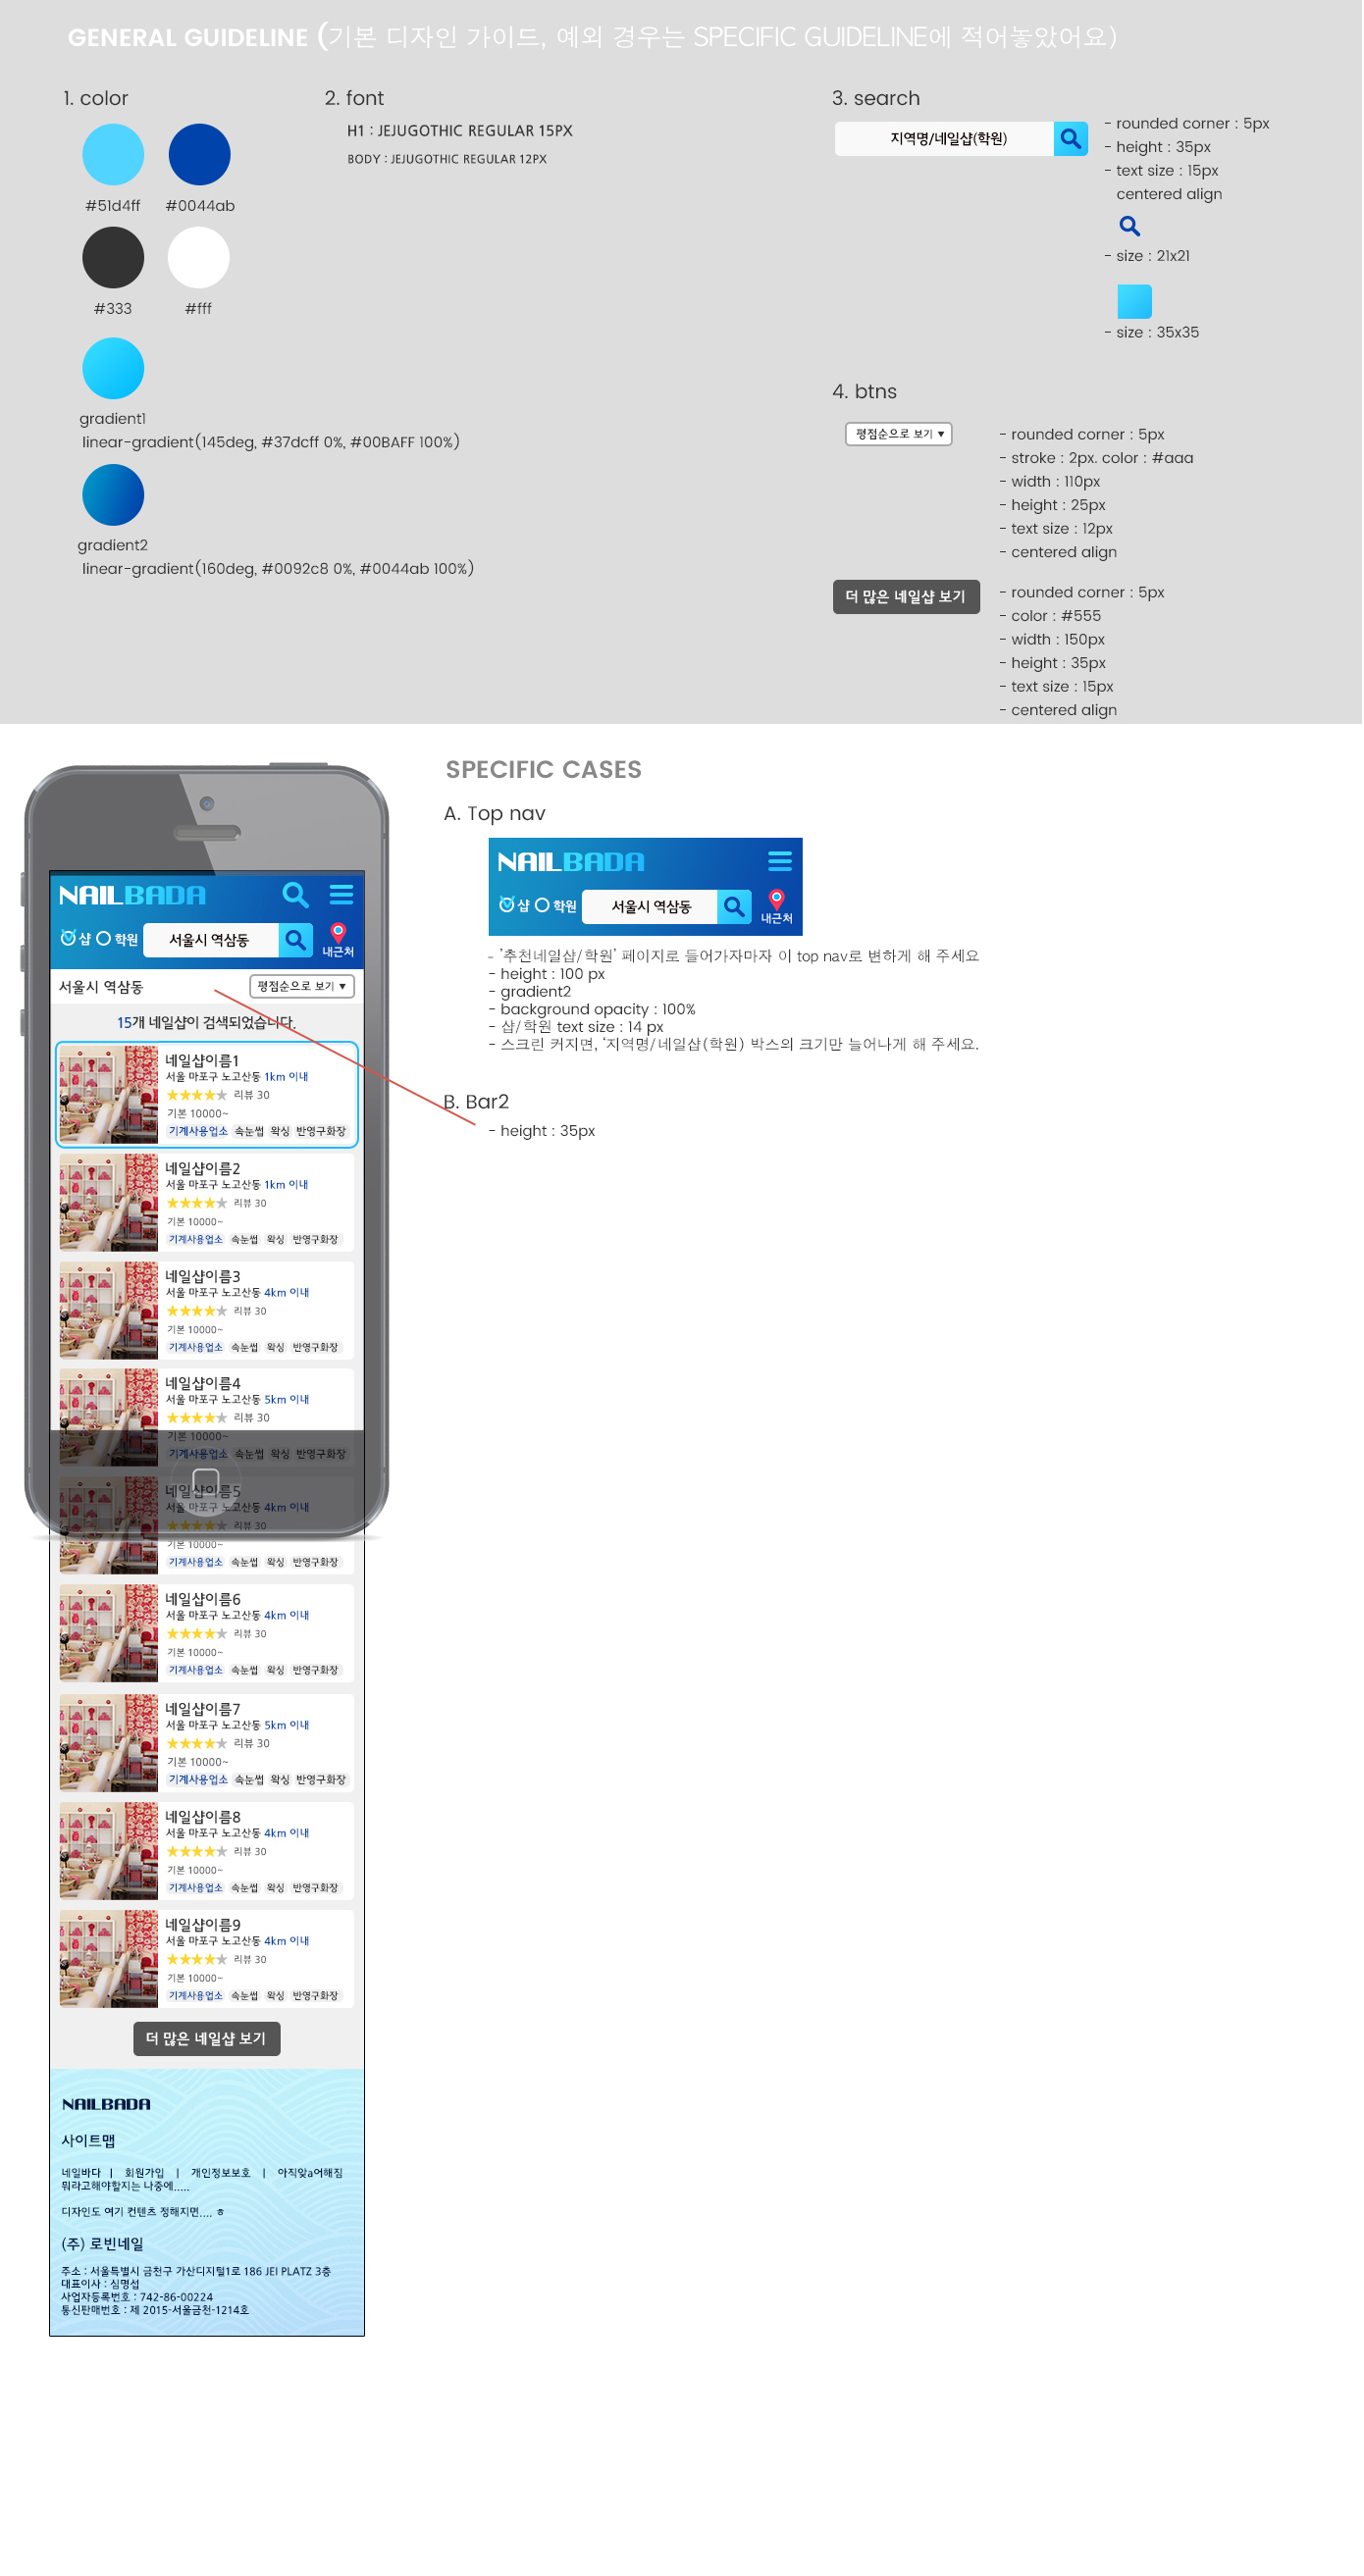 GENERAL GUIDELINE (기본 디자인 가이드, 예외 경우는 SPECIFIC GUIDELINE에 적어놓았어요)
1. color
#51d4ff #0044ab
#333 #fff
gradient1
linear-gradient(145deg, #37dcff 0%, #00BAFF 100%)
gradient2
linear-gradient(160deg, #0092c8 0%, #0044ab 100%)
2. font
H1 : JEJUGOTHIC REGULAR 15PX
BODY : JEJUGOTHIC REGULAR 12PX
3. search
지역명/네일샵(학원)
- rounded corner : 5px
- height : 35px
- text size : 15px
centered align
- size : 21x21
- size : 35x35
4. btns
평점순으로 보기 ▼
- rounded corner : 5px
- stroke : 2px. color : #aaa
- width : 110px
- height : 25px
- text size : 12px
- centered align
더 많은 네일샵 보기
- rounded corner : 5px
- color : #555
- width : 150px
- height : 35px
- text size : 15px
- centered align
SPECIFIC CASES
A. Top nav
NAILBADA
샵 학원 서울시 역삼동 내근처
- '추천네일샵/학원' 페이지로 들어가자마자 이 top nav로 변하게 해 주세요
- height : 100 px
- gradient2
- background opacity : 100%
- 샵/학원 text size : 14 px
- 스크린 커지면, '지역명/네일샵(학원) 박스의 크기만 늘어나게 해 주세요.
B. Bar2
- height : 35px
NAILBADA
샵 학원 서울시 역삼동 내근처
서울시 역삼동 평점순으로 보기 ▼
15개 네일샵이 검색되었습니다.
네일샵이름1
서울 마포구 노고산동 1km 이내
리뷰 30
기본 10000~
기계사용업소 속눈썹 왁싱 반영구화장
네일샵이름2
서울 마포구 노고산동 1km 이내
리뷰 30
기본 10000~
기계사용업소 속눈썹 왁싱 반영구화장
네일샵이름3
서울 마포구 노고산동 4km 이내
리뷰 30
기본 10000~
기계사용업소 속눈썹 왁싱 반영구화장
네일샵이름4
서울 마포구 노고산동 5km 이내
리뷰 30
기본 10000~
기계사용업소 속눈썹 왁싱 반영구화장
네일샵이름5
서울 마포구 노고산동 4km 이내
리뷰 30
기본 10000~
기계사용업소 속눈썹 왁싱 반영구화장
네일샵이름6
서울 마포구 노고산동 4km 이내
리뷰 30
기본 10000~
기계사용업소 속눈썹 왁싱 반영구화장
네일샵이름7
서울 마포구 노고산동 5km 이내
리뷰 30
기본 10000~
기계사용업소 속눈썹 왁싱 반영구화장
네일샵이름8
서울 마포구 노고산동 4km 이내
리뷰 30
기본 10000~
기계사용업소 속눈썹 왁싱 반영구화장
네일샵이름9
서울 마포구 노고산동 4km 이내
리뷰 30
기본 10000~
기계사용업소 속눈썹 왁싱 반영구화장
더 많은 네일샵 보기
NAILBADA
사이트맵
네일바다 | 회원가입 | 개인정보보호 | 아직잊a어해짐
뭐라고해야할지는 나중에.....
디자인도 여기 컨텐츠 정해지면.... ㅎ
(주) 로빈네일
주소 : 서울특별시 금천구 가산디지털1로 186 JEI PLATZ 3층
대표이사 : 심명섭
사업자등록번호 : 742-86-00224
통신판매번호 : 제 2015-서울금천-1214호